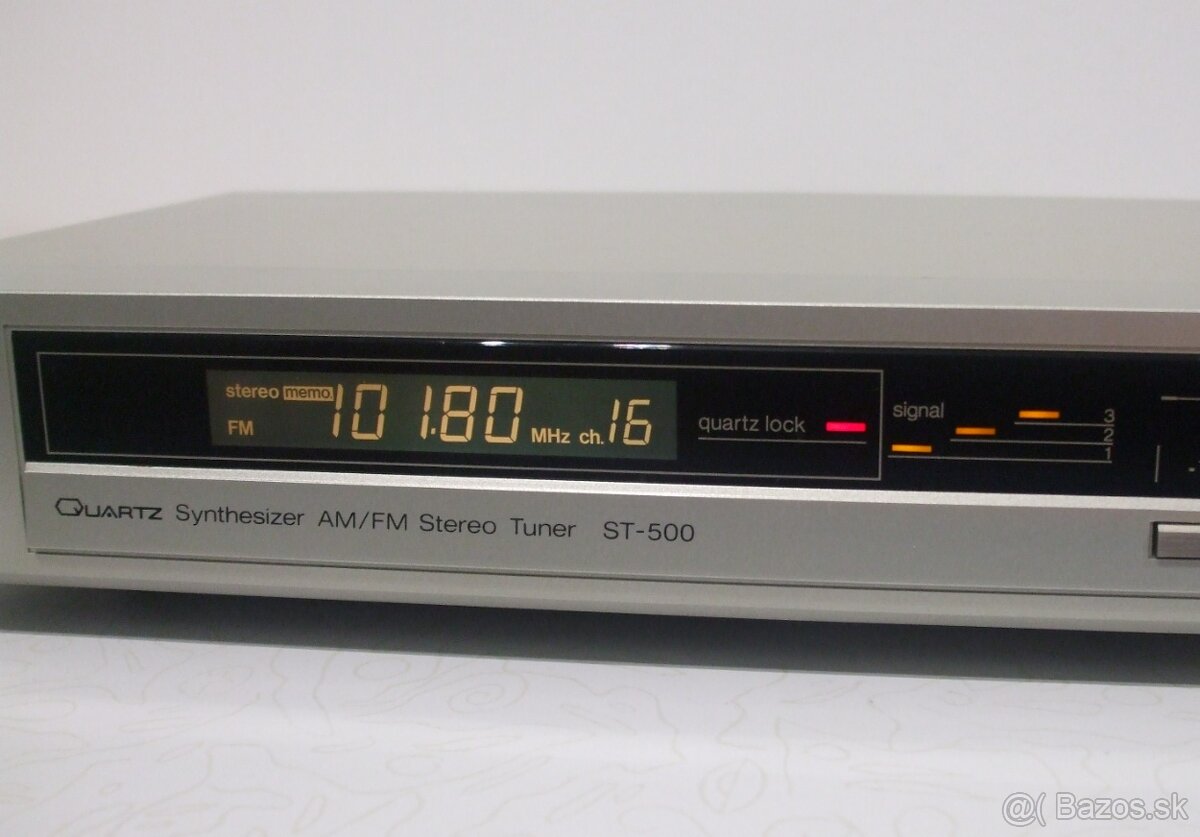 stereo memo.
FM 101.80 MHz ch. 16
quartz lock
signal
3
2
1
QUARTZ Synthesizer AM/FM Stereo Tuner ST-500
@( Bazos.sk